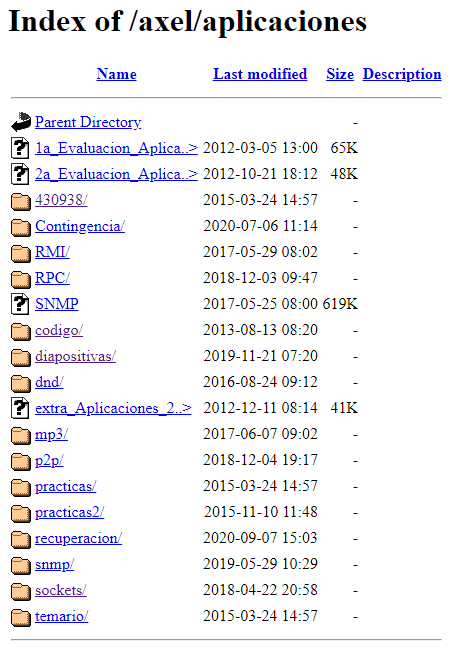 Index of /axel/aplicaciones
Name Last modified Size Description
Parent Directory -
1a_Evaluacion_Aplica..> 2012-03-05 13:00 65K
2a_Evaluacion_Aplica..> 2012-10-21 18:12 48K
430938/ 2015-03-24 14:57 -
Contingencia/ 2020-07-06 11:14 -
RMI/ 2017-05-29 08:02 -
RPC/ 2018-12-03 09:47 -
SNMP 2017-05-25 08:00 619K
codigo/ 2013-08-13 08:20 -
diapositivas/ 2019-11-21 07:20 -
dnd/ 2016-08-24 09:12 -
extra_Aplicaciones_2..> 2012-12-11 08:14 41K
mp3/ 2017-06-07 09:02 -
p2p/ 2018-12-04 19:17 -
practicas/ 2015-03-24 14:57 -
practicas2/ 2015-11-10 11:48 -
recuperacion/ 2020-09-07 15:03 -
snmp/ 2019-05-29 10:29 -
sockets/ 2018-04-22 20:58 -
temario/ 2015-03-24 14:57 -